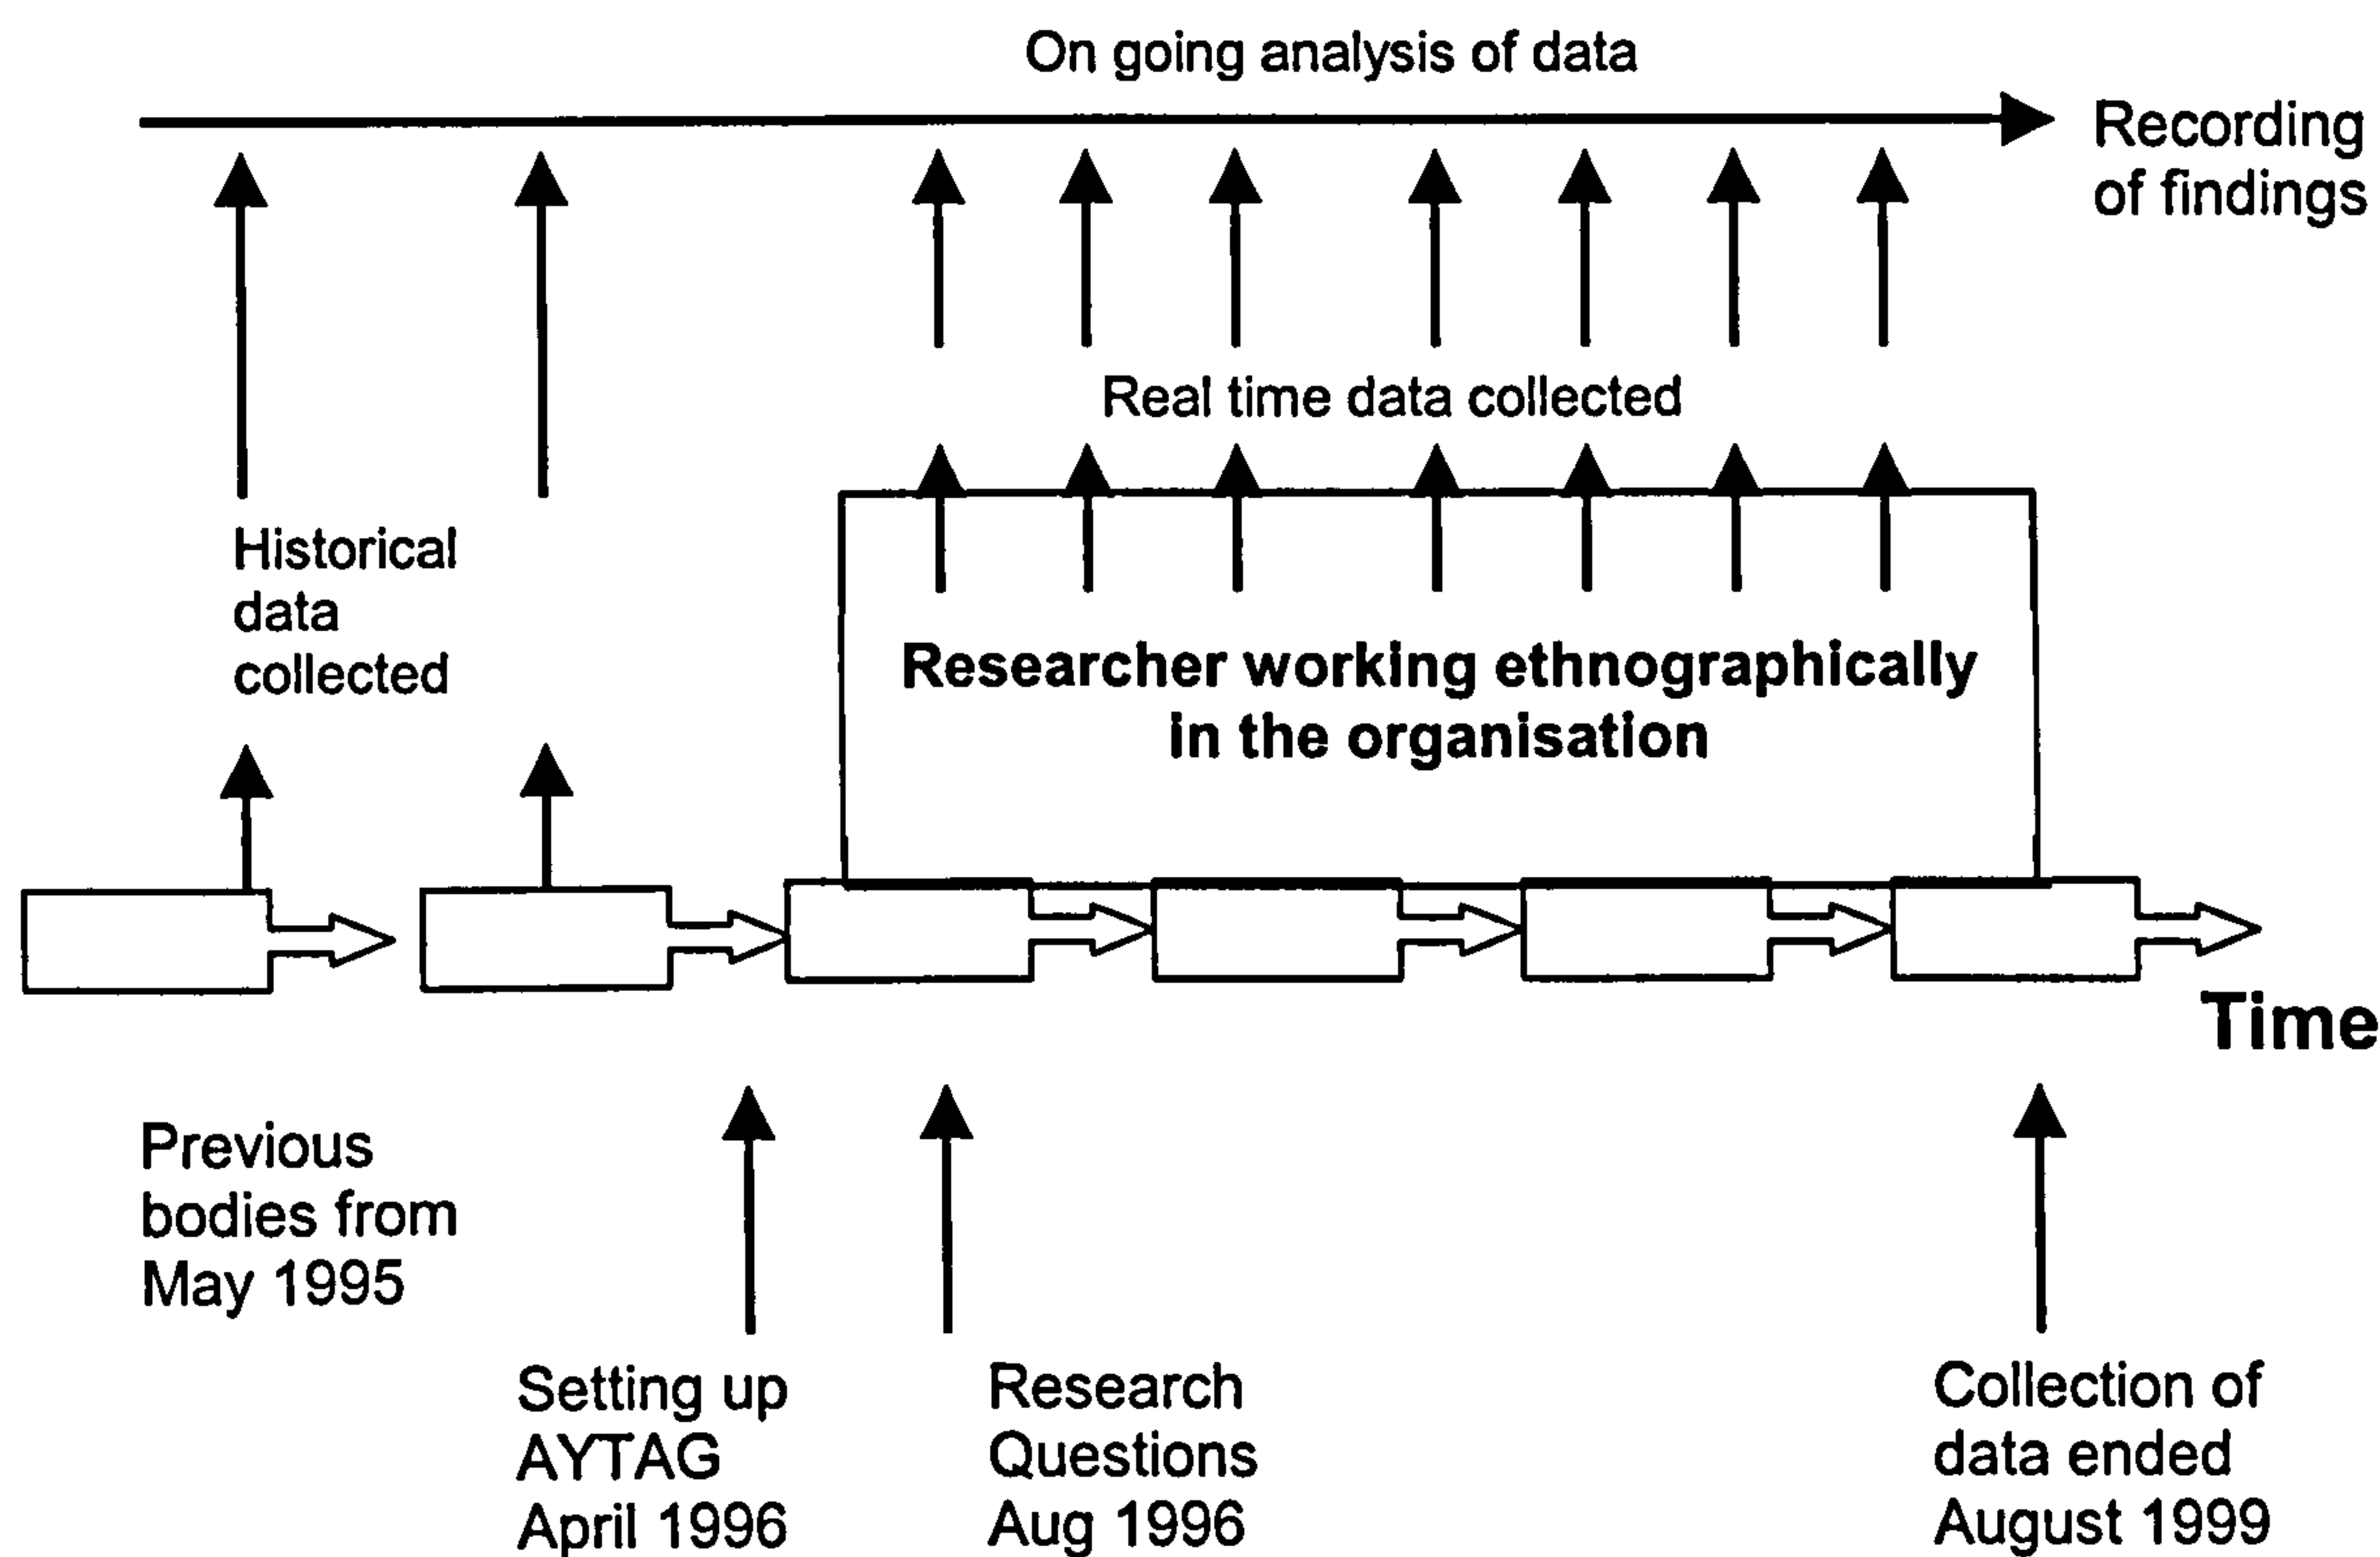 On going analysis of data
Recording
of findings
Real time data collected
Historical
data
collected
Researcher working ethnographically
in the organisation
Time
Previous
bodies from
May 1995
Setting up
AYTAG
April 1996
Research
Questions
Aug 1996
Collection of
data ended
August 1999